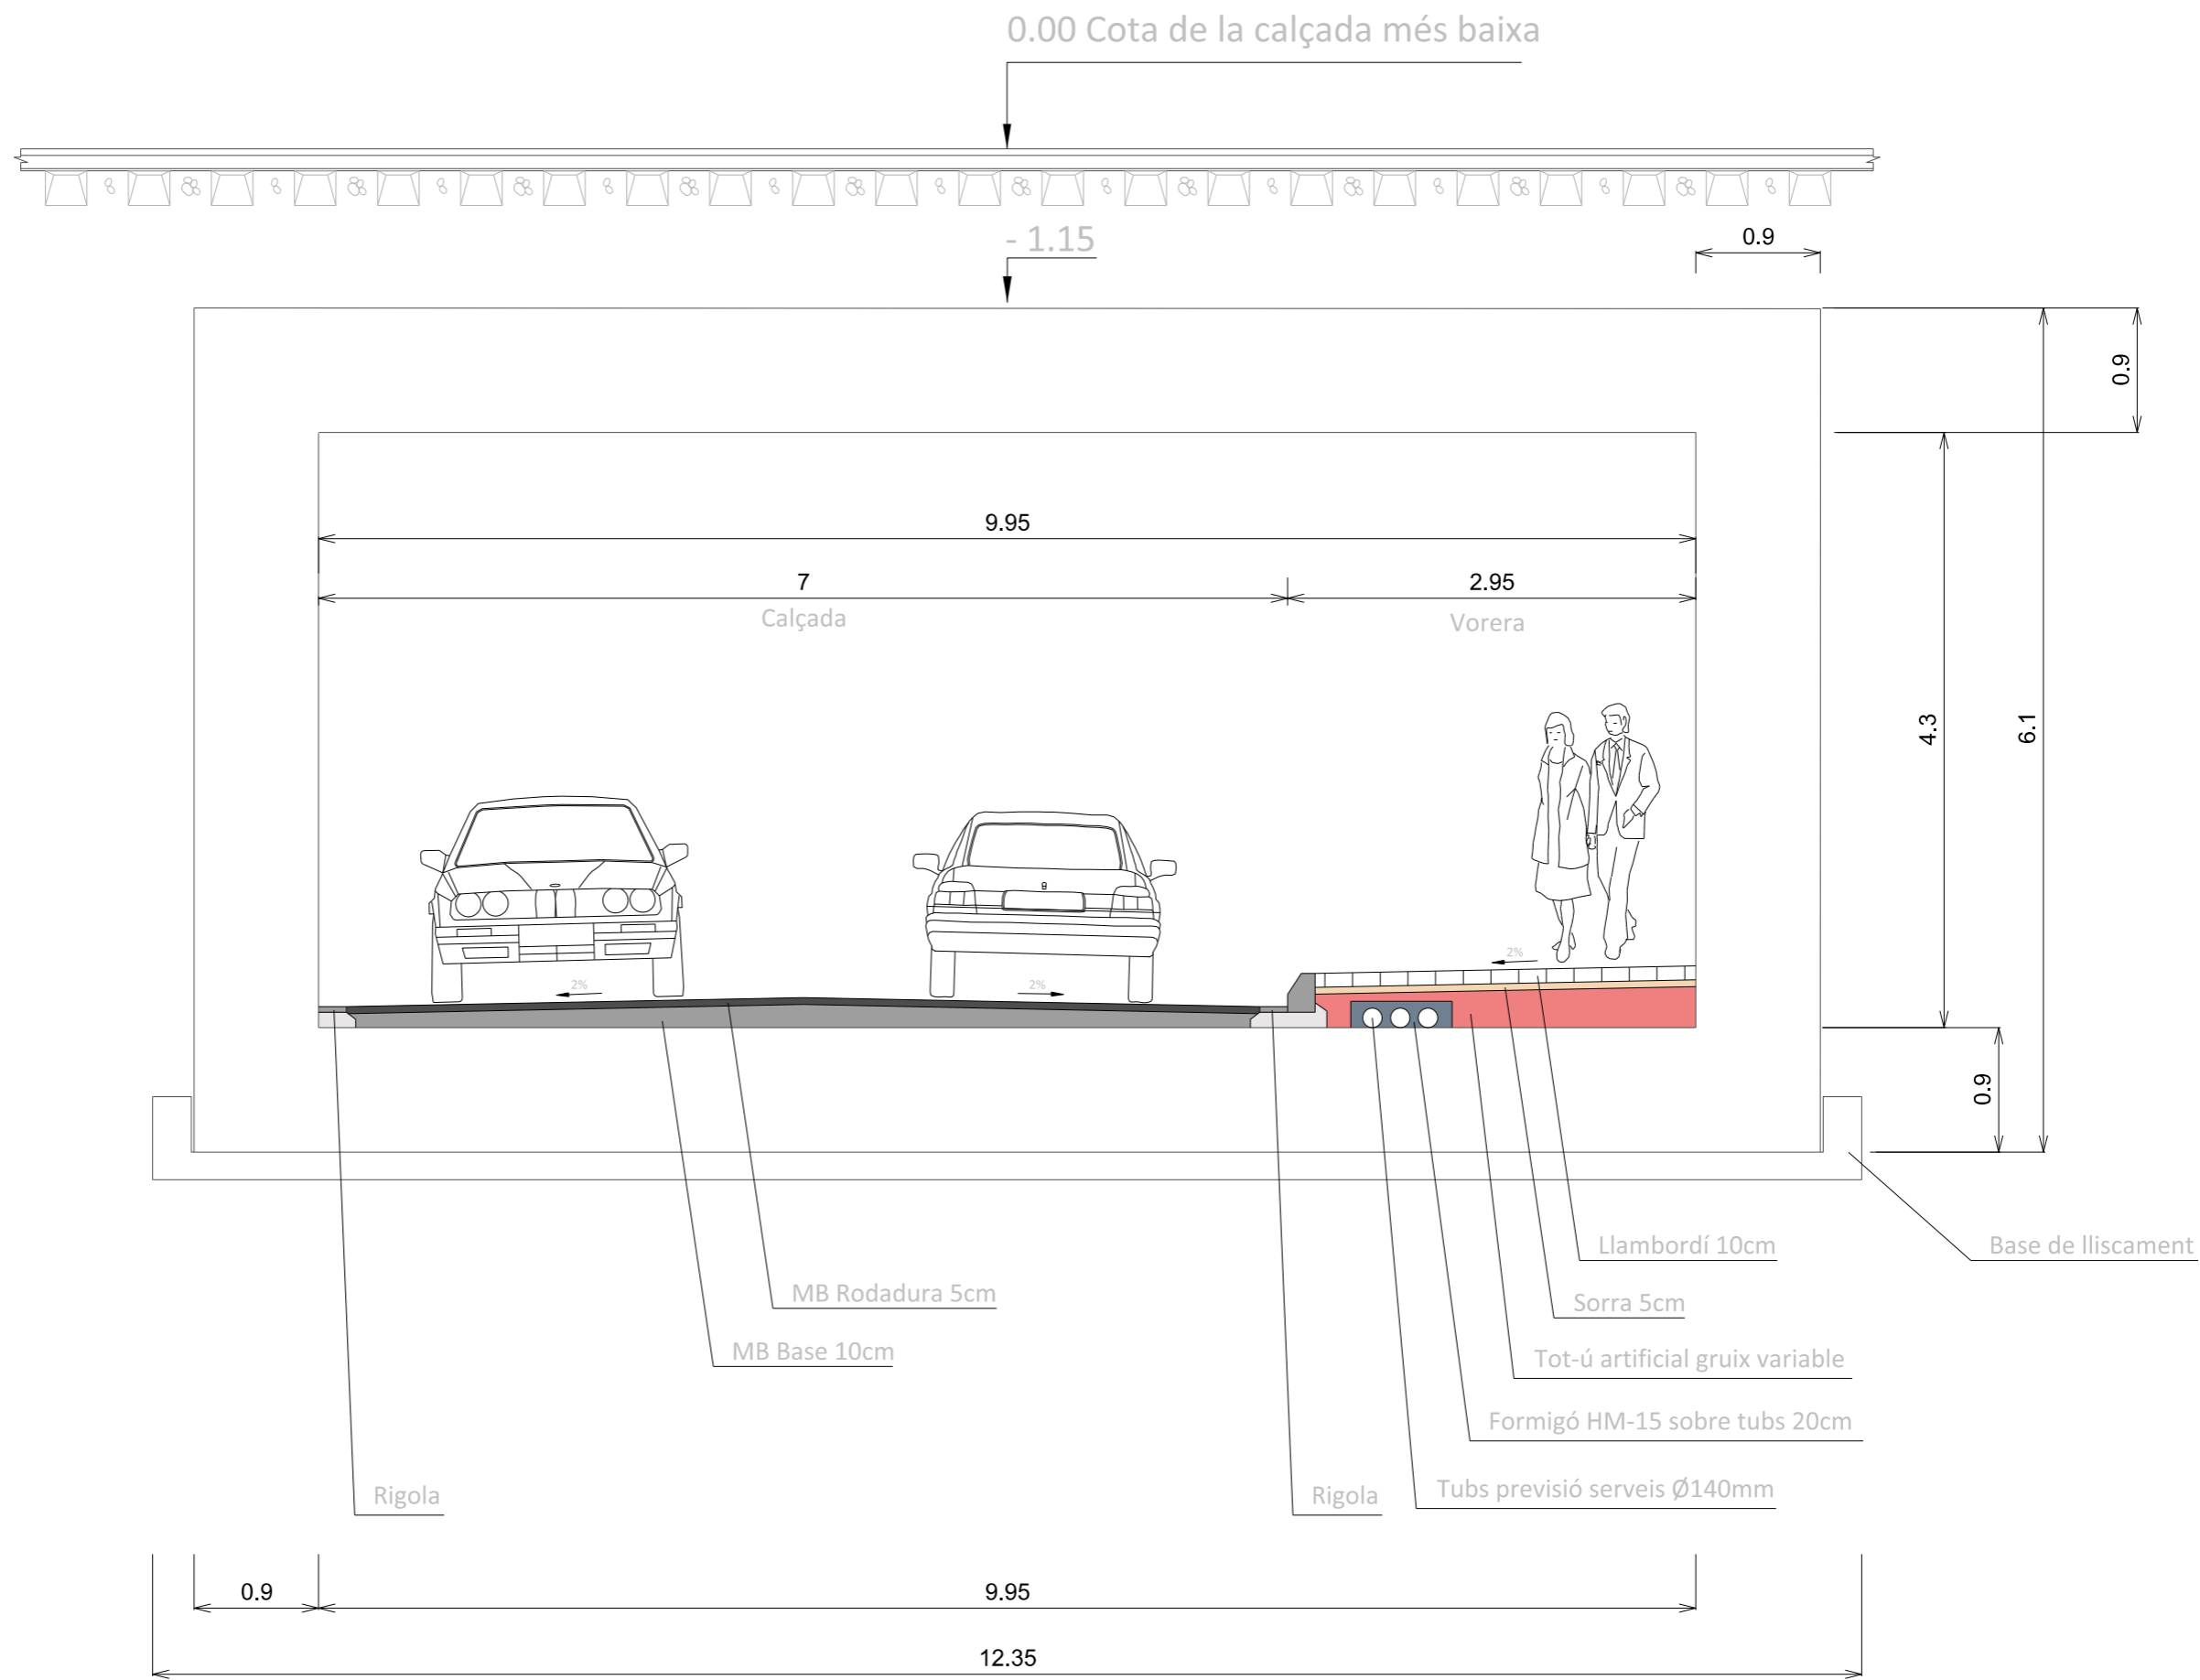 0.00 Cota de la calçada més baixa
- 1.15
0.9
0.9
9.95
7
2.95
Calçada
Vorera
4.3
6.1
2%
2%
2%
0.9
Llambordí 10cm
Base de lliscament
MB Rodadura 5cm
Sorra 5cm
MB Base 10cm
Tot-ú artificial gruix variable
Formigó HM-15 sobre tubs 20cm
Rigola
Rigola
Tubs previsió serveis Ø140mm
0.9
9.95
12.35